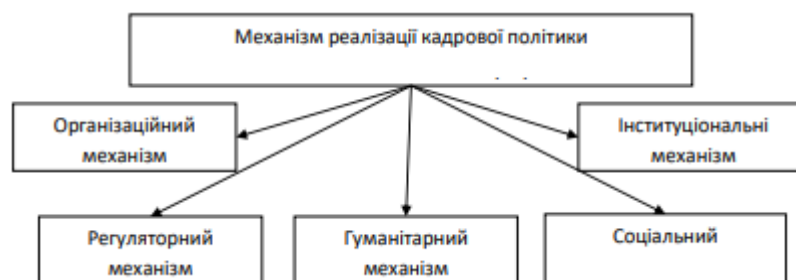 Механізм реалізації кадрової політики
Організаційний
механізм
Інституціональні
механізм
Регуляторний
механізм
Гуманітарний
механізм
Соціальний